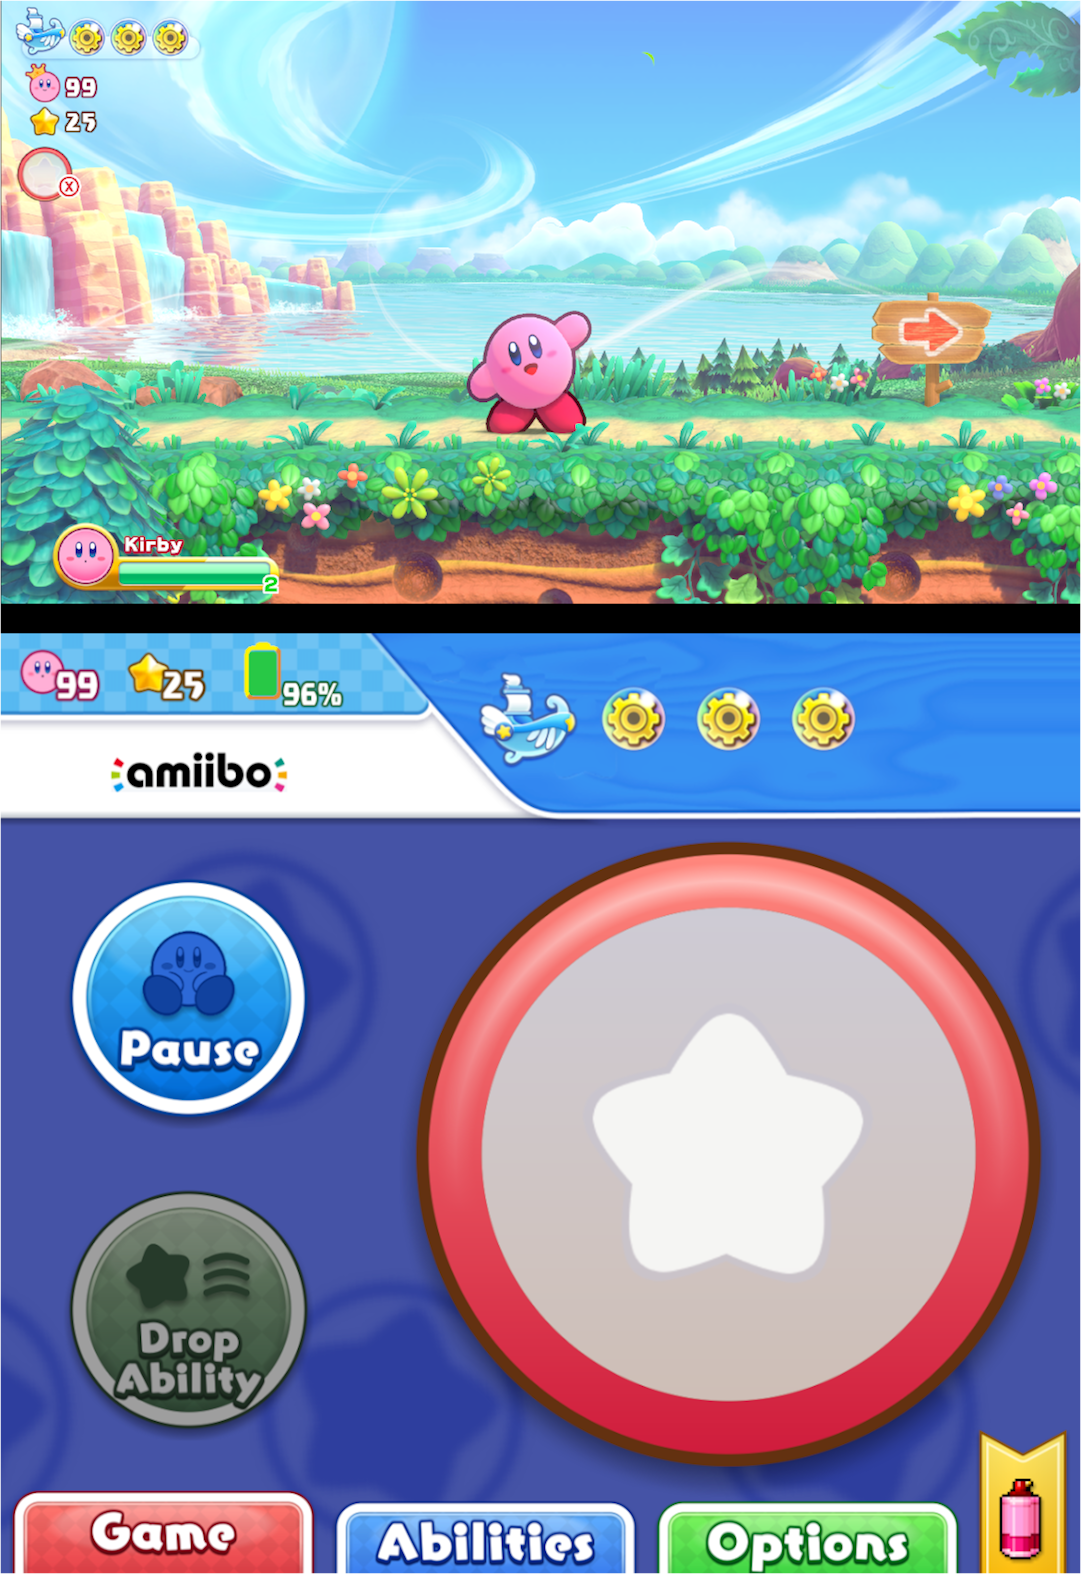 99
25
X
Kirby
2
99
25
96%
amiibo
Pause
Drop
Ability
Game
Abilities
Options